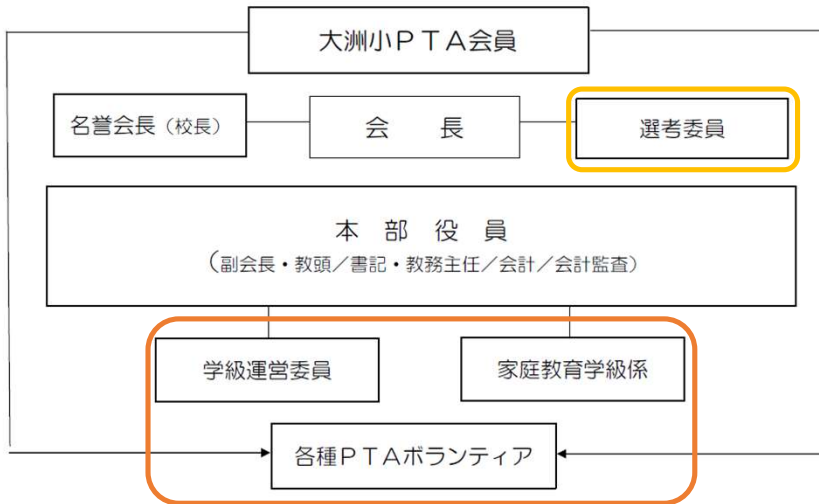 大洲小ＰＴＡ会員
名誉会長（校長）
会　長
選考委員
本　部　役　員
（副会長・教頭／書記・教務主任／会計／会計監査）
学級運営委員
家庭教育学級係
各種ＰＴＡボランティア